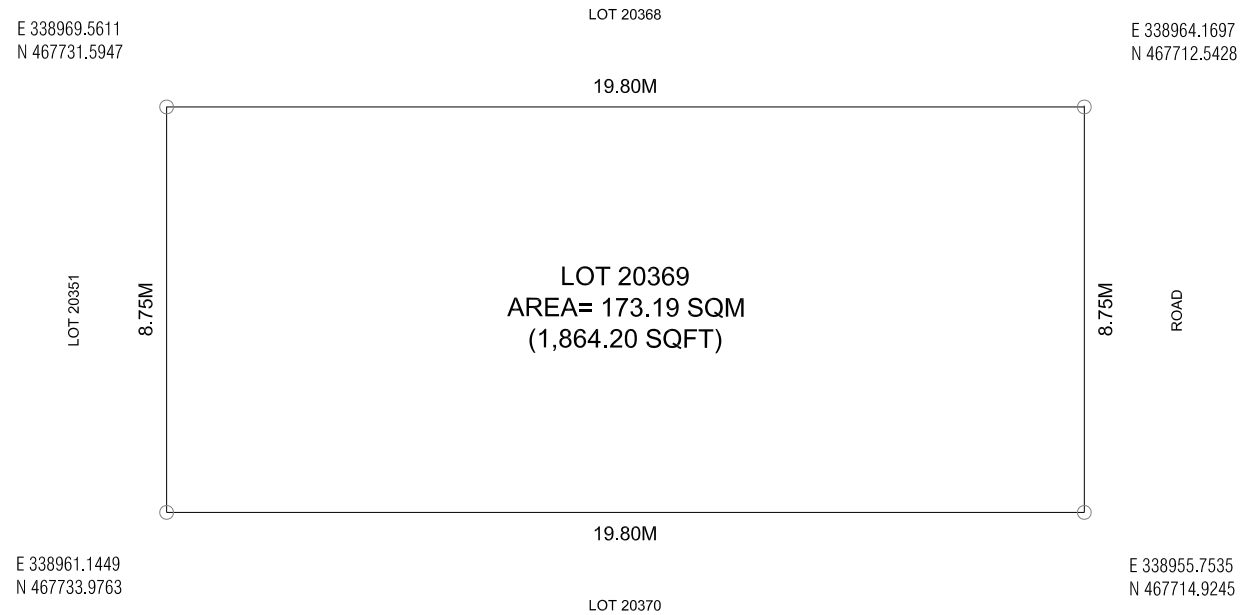 LOT 20368
E 338969.5611
N 467731.5947
E 338964.1697
N 467712.5428
19.80M
LOT 20351
8.75M
LOT 20369
AREA= 173.19 SQM
(1,864.20 SQFT)
8.75M
ROAD
19.80M
E 338961.1449
N 467733.9763
E 338955.7535
N 467714.9245
LOT 20370